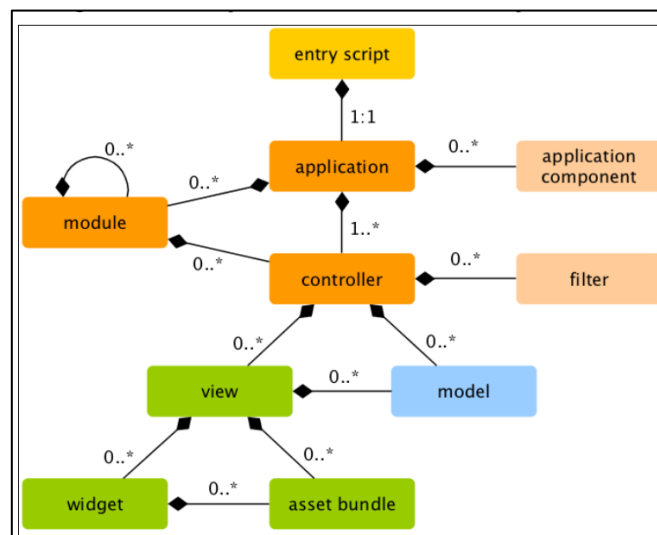 entry script
1:1
0..*
application
0..*
application
component
0..*
module
1..*
0..*
controller
0..*
filter
0..*
0..*
view
0..*
model
0..*
0..*
widget
0..*
asset bundle